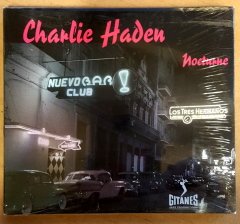 Charlie Haden
Nocturne
NUEVO BAR
CLUB
LOS TRES HERMANOS
GITANES